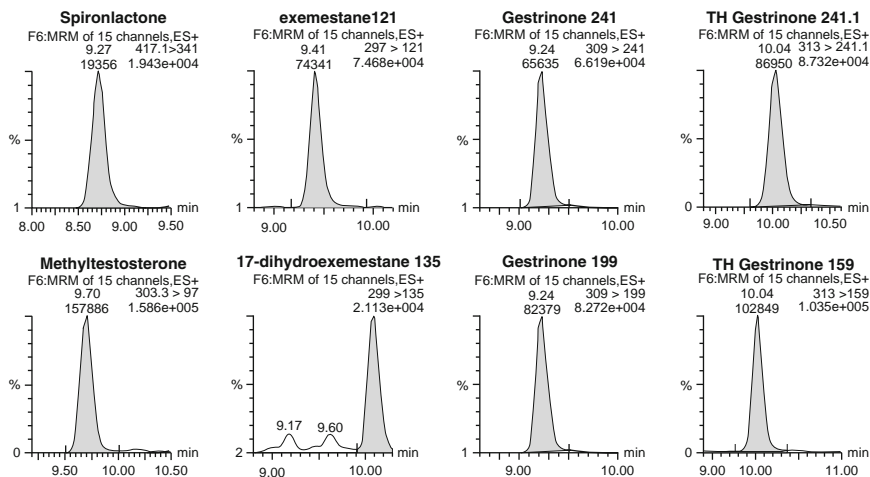 Spironlactone
F6:MRM of 15 channels,ES+
9.27 417.1>341
19356 1.943e+004
%
1
min
8.00 8.50 9.00 9.50
exemestane121
F6:MRM of 15 channels,ES+
9.41 297 > 121
74341 7.468e+004
%
1
min
9.00 10.00
Gestrinone 241
F6:MRM of 15 channels,ES+
9.24 309 > 241
65635 6.619e+004
%
1
min
9.00 10.00
TH Gestrinone 241.1
F6:MRM of 15 channels,ES+
10.04 313 > 241.1
86950 8.732e+004
%
0
min
9.00 10.00 10.50
Methyltestosterone
F6:MRM of 15 channels,ES+
9.70 303.3 > 97
157886 1.586e+005
%
0
min
9.50 10.00 10.50
17-dihydroexemestane 135
F6:MRM of 15 channels,ES+
299 >135
2.113e+004
%
9.17 9.60
2
min
9.00 10.00
Gestrinone 199
F6:MRM of 15 channels,ES+
9.24 309 > 199
82379 8.272e+004
%
1
min
9.00 10.00
TH Gestrinone 159
F6:MRM of 15 channels,ES+
10.04 313 >159
102849 1.035e+005
%
0
min
9.00 10.00 11.00